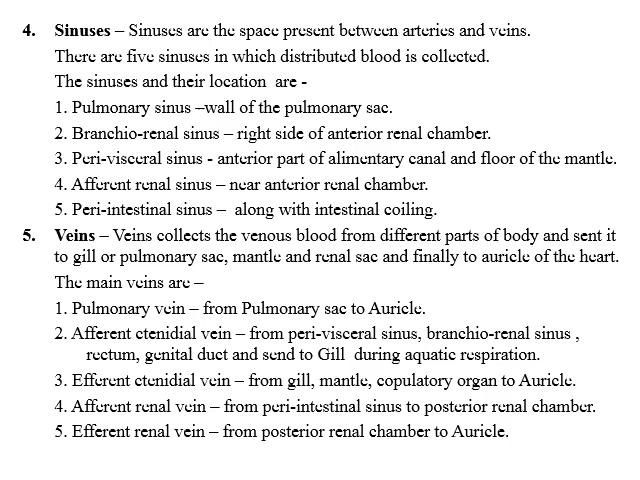 4. Sinuses – Sinuses are the space present between arteries and veins.
There are five sinuses in which distributed blood is collected.
The sinuses and their location are -
1. Pulmonary sinus –wall of the pulmonary sac.
2. Branchio-renal sinus – right side of anterior renal chamber.
3. Peri-visceral sinus - anterior part of alimentary canal and floor of the mantle.
4. Afferent renal sinus – near anterior renal chamber.
5. Peri-intestinal sinus – along with intestinal coiling.
5. Veins – Veins collects the venous blood from different parts of body and sent it
to gill or pulmonary sac, mantle and renal sac and finally to auricle of the heart.
The main veins are –
1. Pulmonary vein – from Pulmonary sac to Auricle.
2. Afferent ctenidial vein – from peri-visceral sinus, branchio-renal sinus ,
rectum, genital duct and send to Gill during aquatic respiration.
3. Efferent ctenidial vein – from gill, mantle, copulatory organ to Auricle.
4. Afferent renal vein – from peri-intestinal sinus to posterior renal chamber.
5. Efferent renal vein – from posterior renal chamber to Auricle.